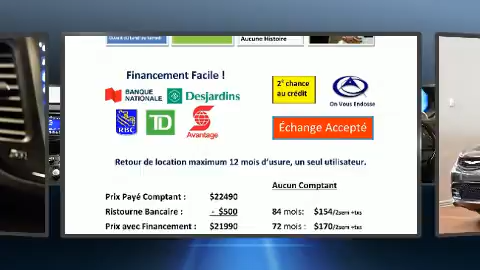 Aucune Histoire
Financement Facile !
BANQUE NATIONALE
Desjardins
2e chance au crédit
On Vous Endosse
RBC
TD
Avantage
Échange Accepté
Retour de location maximum 12 mois d'usure, un seul utilisateur.
Aucun Comptant
Prix Payé Comptant : $22490
Ristourne Bancaire : - $500
84 mois: $154/2sem +txs
Prix avec Financement : $21990
72 mois : $170/2sem +txs